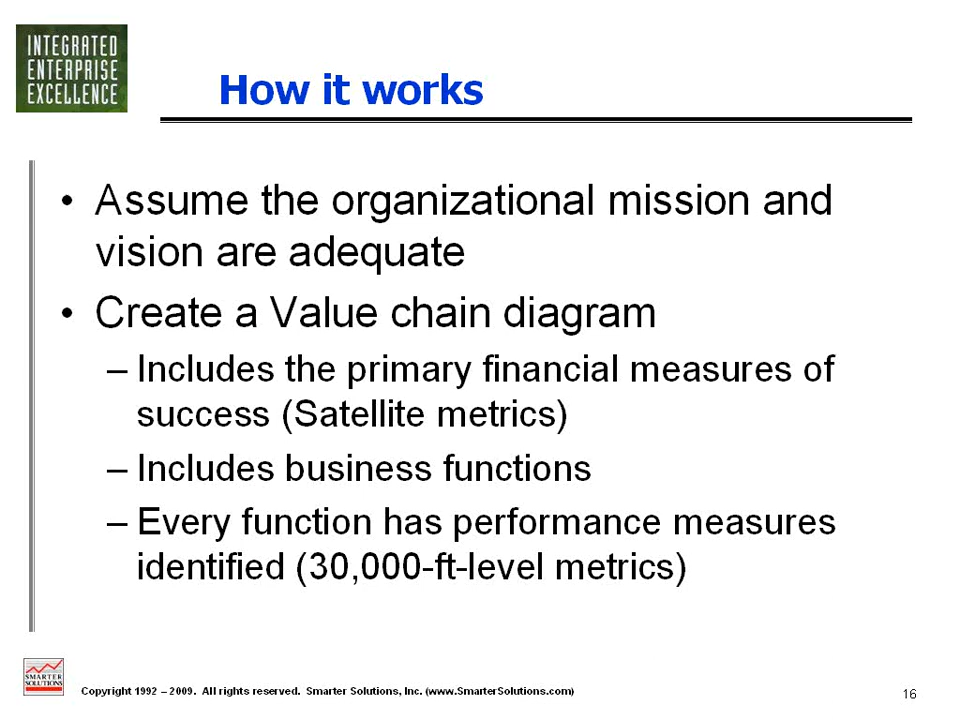 INTEGRATED
ENTERPRISE
EXCELLENCE
How it works
• Assume the organizational mission and
vision are adequate
• Create a Value chain diagram
– Includes the primary financial measures of
success (Satellite metrics)
– Includes business functions
– Every function has performance measures
identified (30,000-ft-level metrics)
SMARTER
SOLUTIONS
Copyright 1992 – 2009. All rights reserved. Smarter Solutions, Inc. (www.SmarterSolutions.com)
16